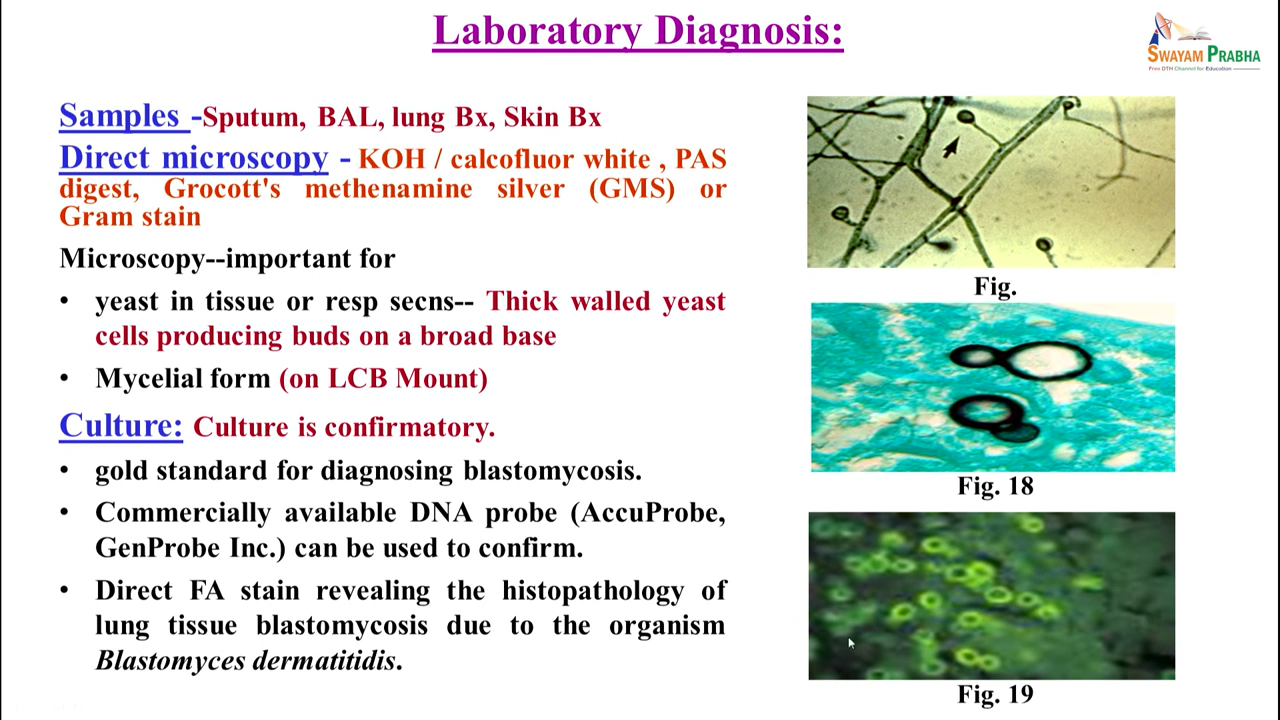 Laboratory Diagnosis:
SWAYAM PRABHA
Free DTH Channel for Education
Samples -Sputum, BAL, lung Bx, Skin Bx
Direct microscopy - KOH / calcofluor white , PAS
digest, Grocott's methenamine silver (GMS) or
Gram stain
Microscopy--important for
• yeast in tissue or resp secns-- Thick walled yeast
cells producing buds on a broad base
• Mycelial form (on LCB Mount)
Culture: Culture is confirmatory.
• gold standard for diagnosing blastomycosis.
• Commercially available DNA probe (AccuProbe,
GenProbe Inc.) can be used to confirm.
• Direct FA stain revealing the histopathology of
lung tissue blastomycosis due to the organism
Blastomyces dermatitidis.
Fig.
Fig. 18
Fig. 19